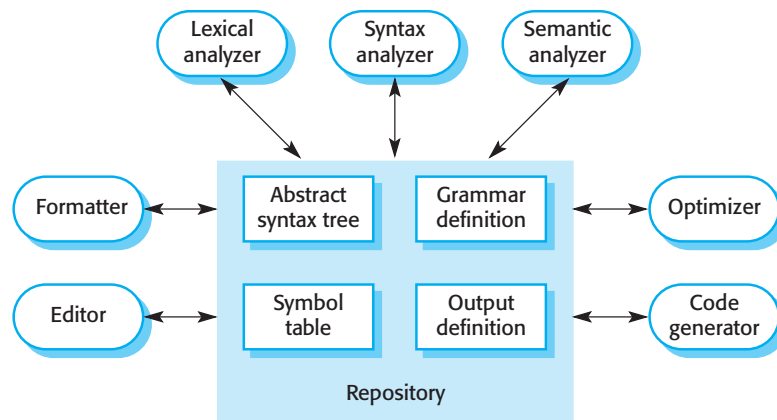 Lexical
analyzer
Syntax
analyzer
Semantic
analyzer
Formatter
Abstract
syntax tree
Grammar
definition
Optimizer
Editor
Symbol
table
Output
definition
Code
generator
Repository